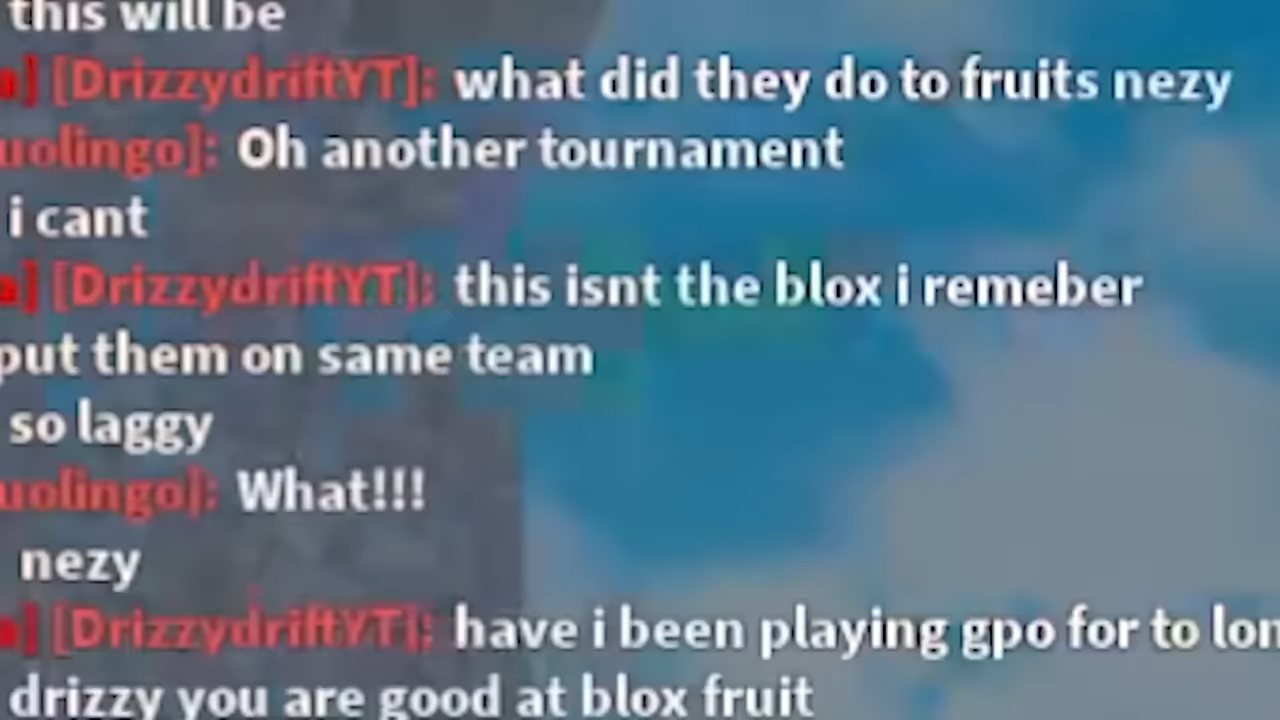 this will be
a] [DrizzydriftYT]: what did they do to fruits nezy
uolingo]: Oh another tournament
i cant
a] [DrizzydriftYT]: this isnt the blox i remeber
put them on same team
so laggy
uolingo]: What!!!
nezy
a] [DrizzydriftYT]: have i been playing gpo for to lon
drizzy you are good at blox fruit